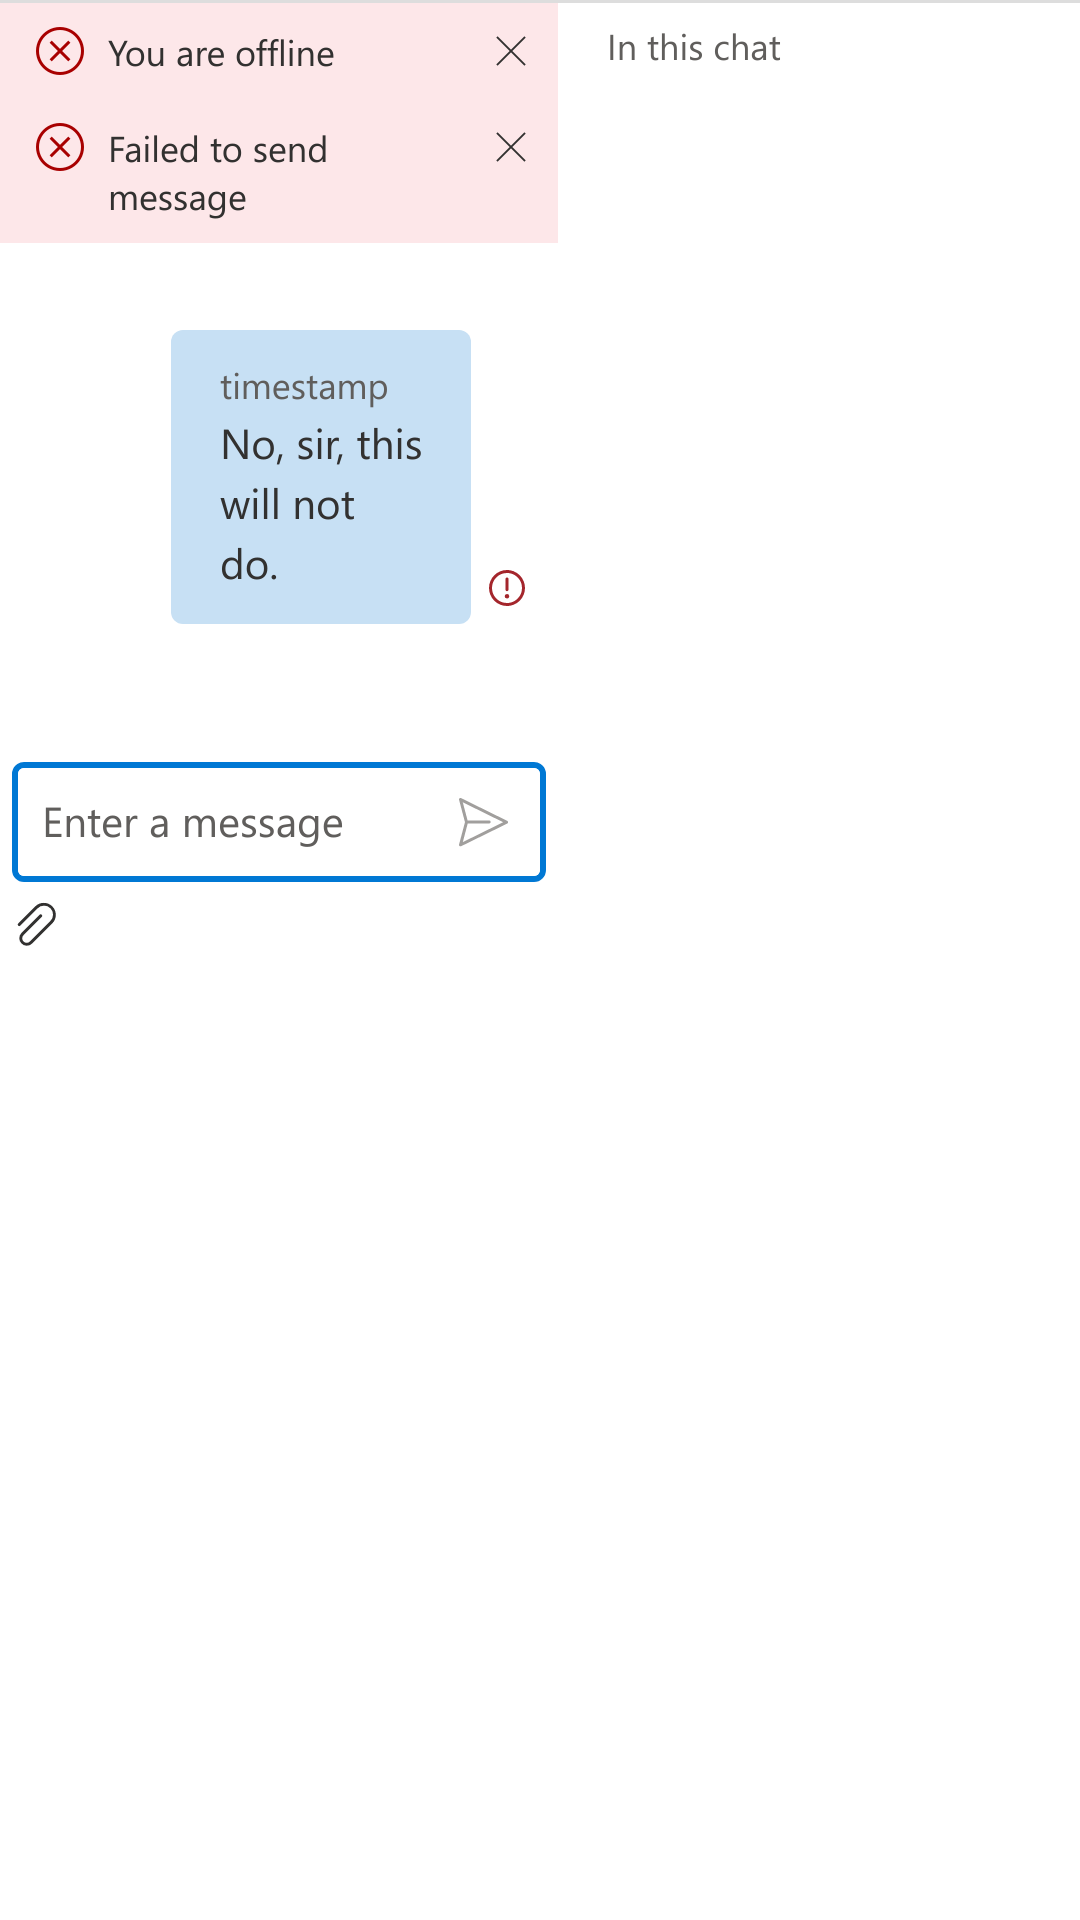 You are offline
Failed to send
message
In this chat
timestamp
No, sir, this
will not
do.
Enter a message